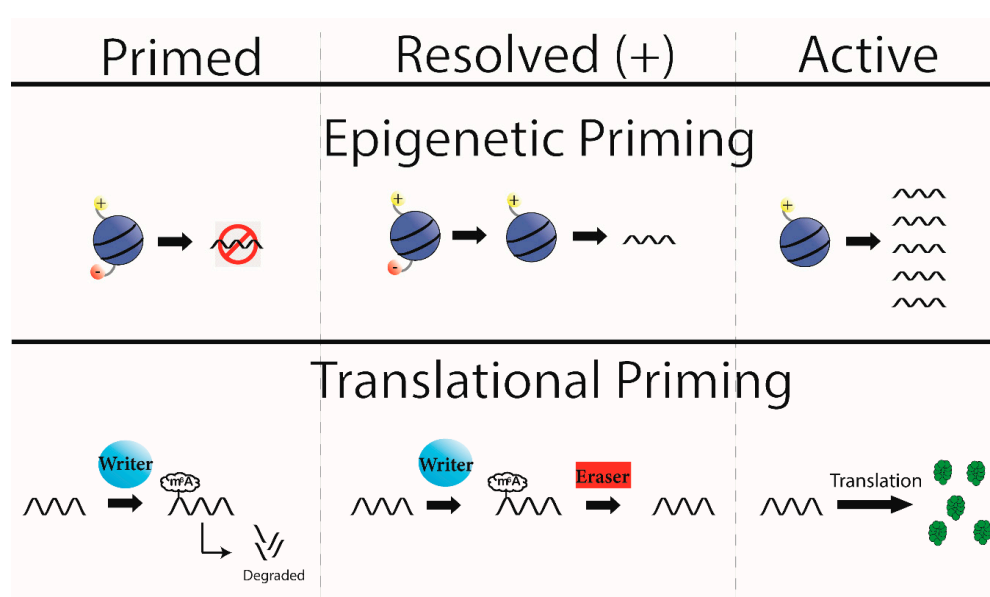 Primed
Resolved (+)
Active
Epigenetic Priming
+
-
+
-
+
+
Translational Priming
Writer
m⁶A
Degraded
Writer
m⁶A
Eraser
Translation